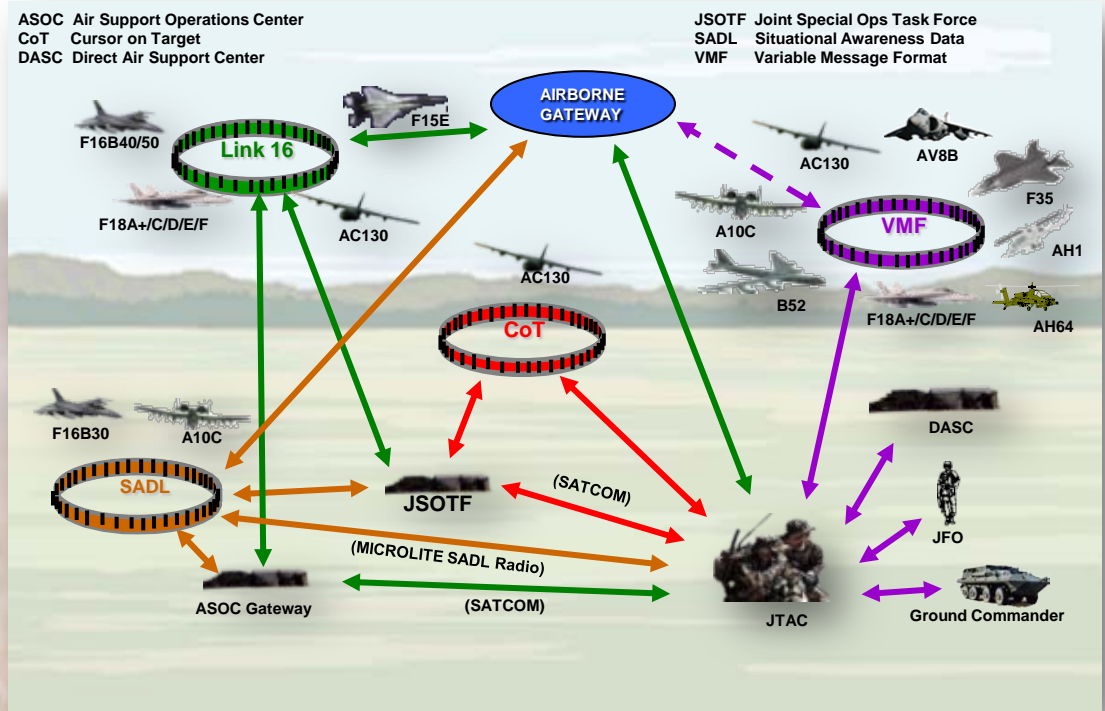 ASOC Air Support Operations Center
CoT Cursor on Target
DASC Direct Air Support Center
JSOTF Joint Special Ops Task Force
SADL Situational Awareness Data
VMF Variable Message Format
AIRBORNE
GATEWAY
F15E
F16B40/50
Link 16
AC130
AV8B
F35
F18A+/C/D/E/F
AC130
A10C
VMF
AH1
AC130
B52
F18A+/C/D/E/F
AH64
CoT
F16B30
A10C
DASC
SADL
JSOTF
(SATCOM)
JFO
(MICROLITE SADL Radio)
ASOC Gateway
(SATCOM)
JTAC
Ground Commander